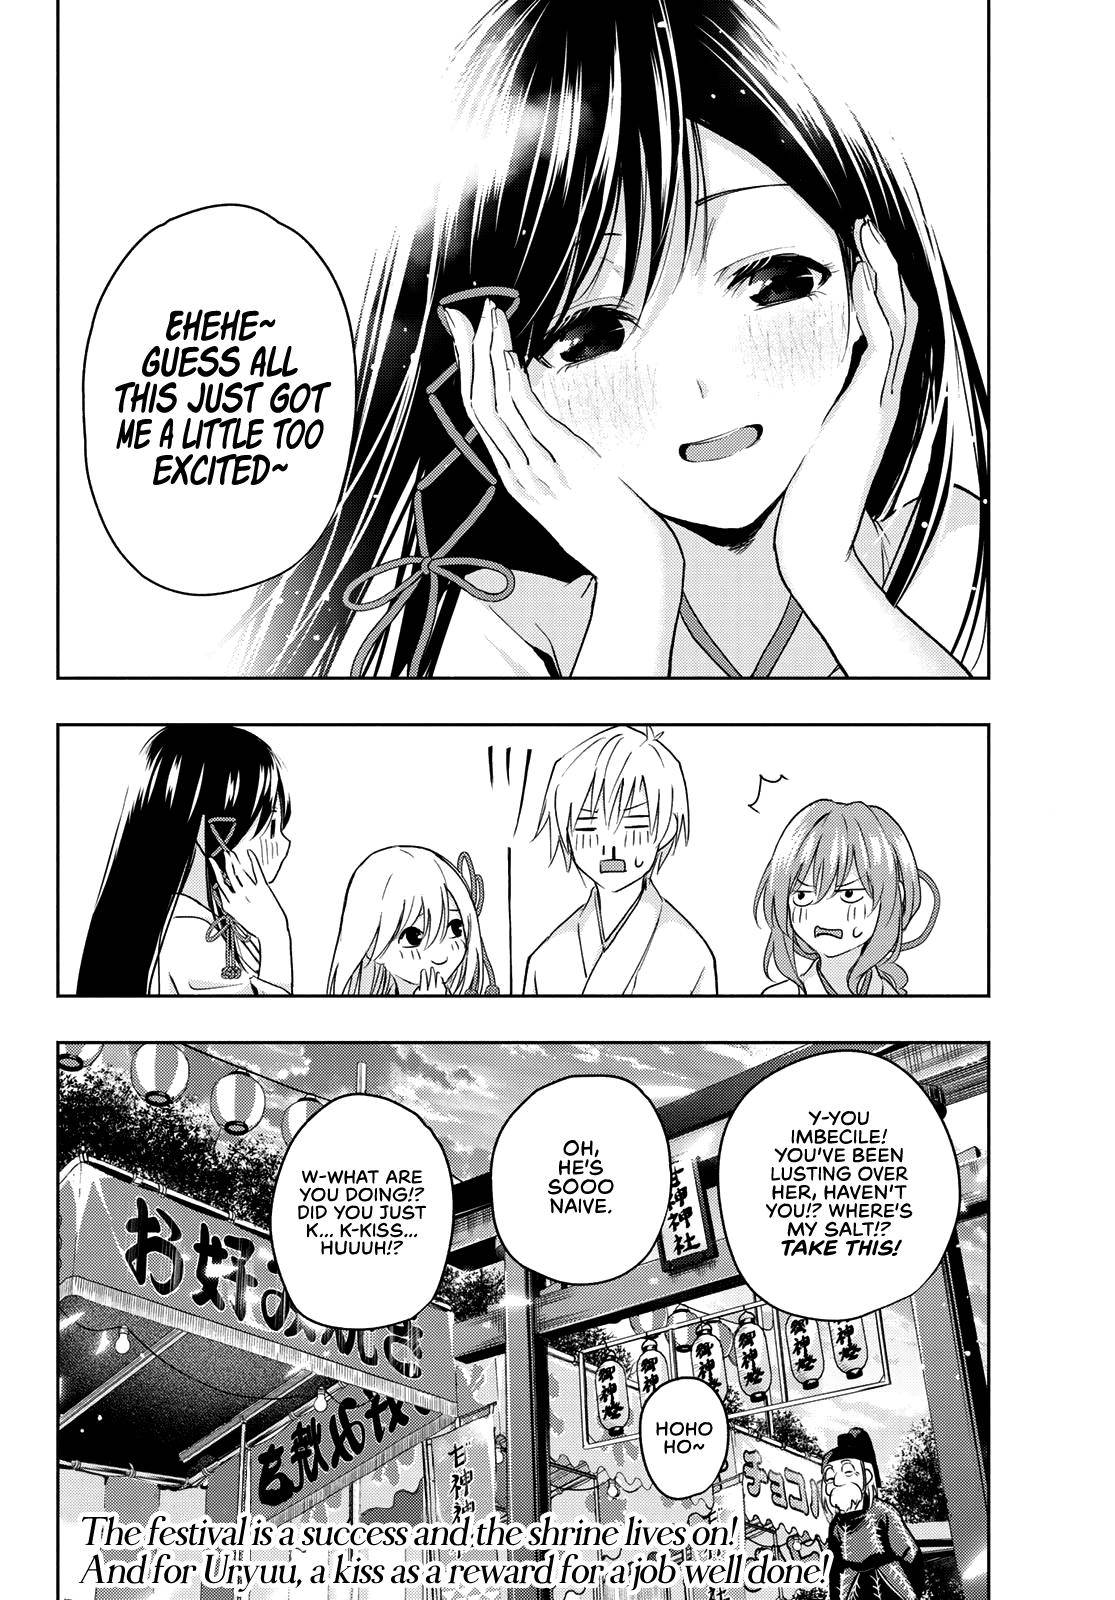 EHEHE~
GUESS ALL
THIS JUST GOT
ME A LITTLE TOO
EXCITED~
Y-YOU
IMBECILE!
YOU'VE BEEN
LUSTING OVER
HER, HAVEN'T
YOU!? WHERE'S
MY SALT!?
TAKE THIS!
OH,
HE'S
SOOO
NAIVE.
W-WHAT ARE
YOU DOING!?
DID YOU JUST
K... K-KISS...
HUUUH!?
HOHO
HO~
お好み焼き
神神社
御神燈
御神燈
御神燈
チョコバ
The festival is a success and the shrine lives on!
And for Uryuu, a kiss as a reward for a job well done!